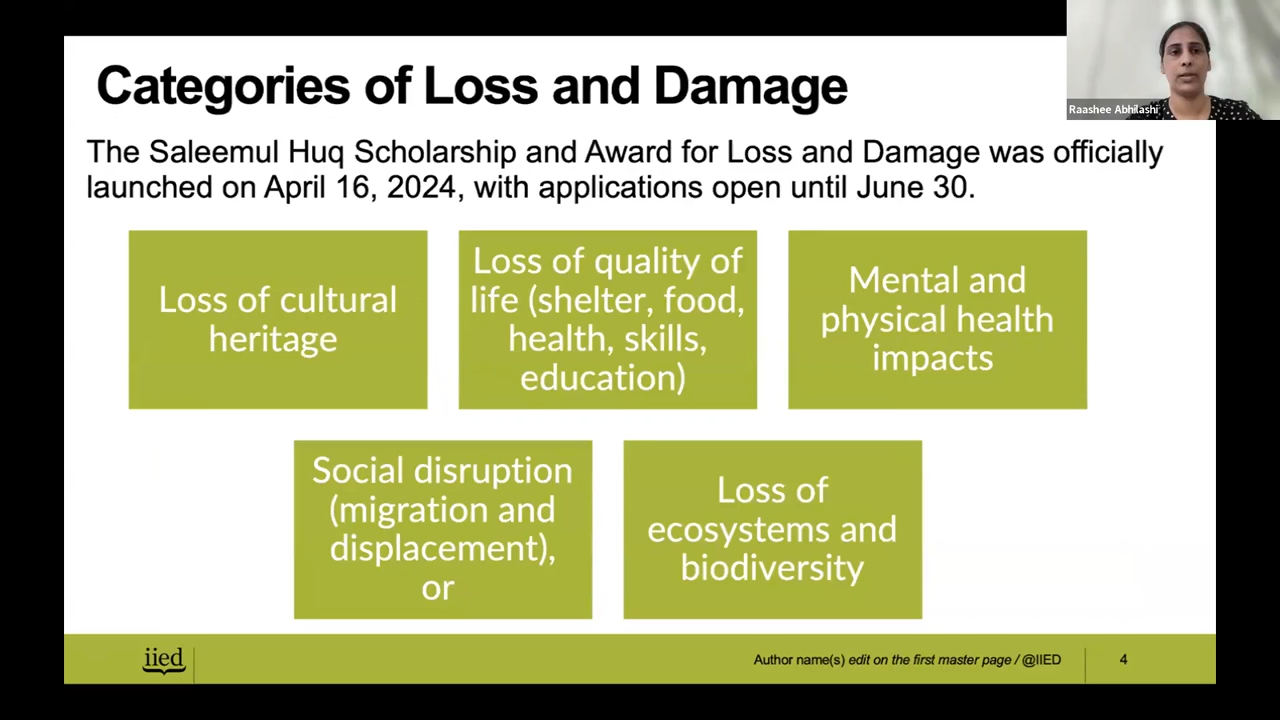 Categories of Loss and Damage
Raashee Abhilashi
The Saleemul Huq Scholarship and Award for Loss and Damage was officially
launched on April 16, 2024, with applications open until June 30.
Loss of cultural
heritage
Loss of quality of
life (shelter, food,
health, skills,
education)
Mental and
physical health
impacts
Social disruption
(migration and
displacement),
or
Loss of
ecosystems and
biodiversity
iied
Author name(s) edit on the first master page / @IIED
4